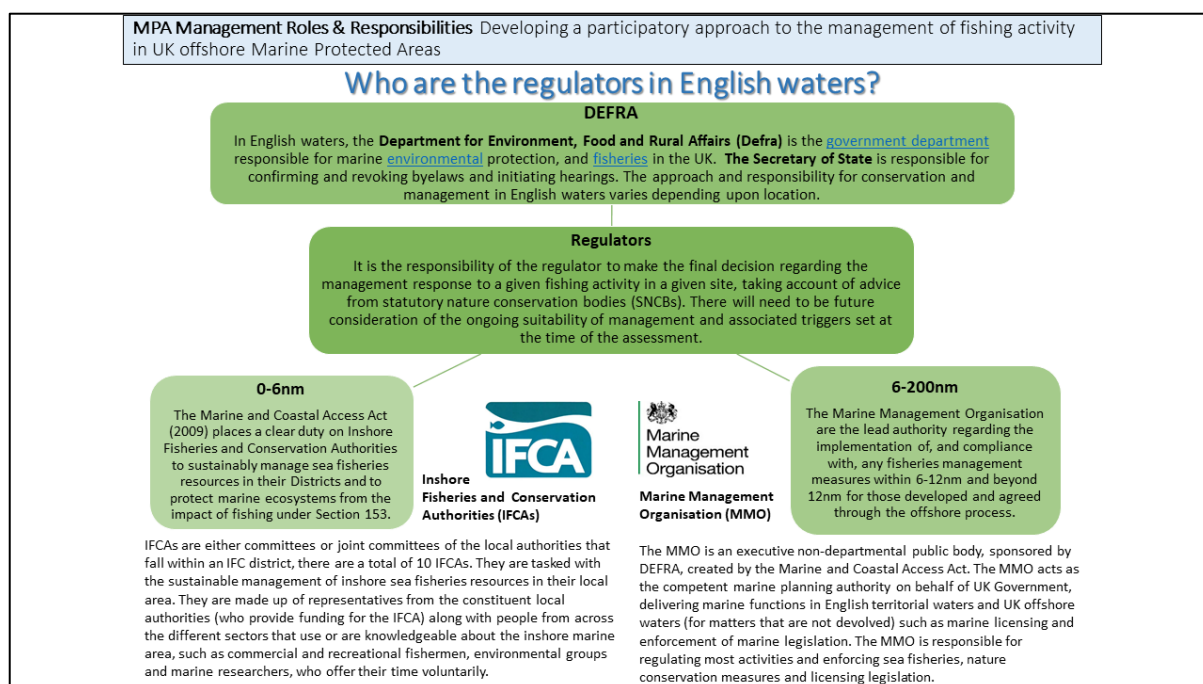 MPA Management Roles & Responsibilities Developing a participatory approach to the management of fishing activity
in UK offshore Marine Protected Areas
Who are the regulators in English waters?
DEFRA
In English waters, the Department for Environment, Food and Rural Affairs (Defra) is the government department
responsible for marine environmental protection, and fisheries in the UK. The Secretary of State is responsible for
confirming and revoking byelaws and initiating hearings. The approach and responsibility for conservation and
management in English waters varies depending upon location.
Regulators
It is the responsibility of the regulator to make the final decision regarding the
management response to a given fishing activity in a given site, taking account of advice
from statutory nature conservation bodies (SNCBs). There will need to be future
consideration of the ongoing suitability of management and associated triggers set at
the time of the assessment.
0-6nm
The Marine and Coastal Access Act
(2009) places a clear duty on Inshore
Fisheries and Conservation Authorities
to sustainably manage sea fisheries
resources in their Districts and to
protect marine ecosystems from the
impact of fishing under Section 153.
IFCA
Inshore
Fisheries and Conservation
Authorities (IFCAs)
Marine
Management
Organisation
Marine Management
Organisation (MMO)
6-200nm
The Marine Management Organisation
are the lead authority regarding the
implementation of, and compliance
with, any fisheries management
measures within 6-12nm and beyond
12nm for those developed and agreed
through the offshore process.
IFCAs are either committees or joint committees of the local authorities that
fall within an IFC district, there are a total of 10 IFCAs. They are tasked with
the sustainable management of inshore sea fisheries resources in their local
area. They are made up of representatives from the constituent local
authorities (who provide funding for the IFCA) along with people from across
the different sectors that use or are knowledgeable about the inshore marine
area, such as commercial and recreational fishermen, environmental groups
and marine researchers, who offer their time voluntarily.
The MMO is an executive non-departmental public body, sponsored by
DEFRA, created by the Marine and Coastal Access Act. The MMO acts as
the competent marine planning authority on behalf of UK Government,
delivering marine functions in English territorial waters and UK offshore
waters (for matters that are not devolved) such as marine licensing and
enforcement of marine legislation. The MMO is responsible for
regulating most activities and enforcing sea fisheries, nature
conservation measures and licensing legislation.